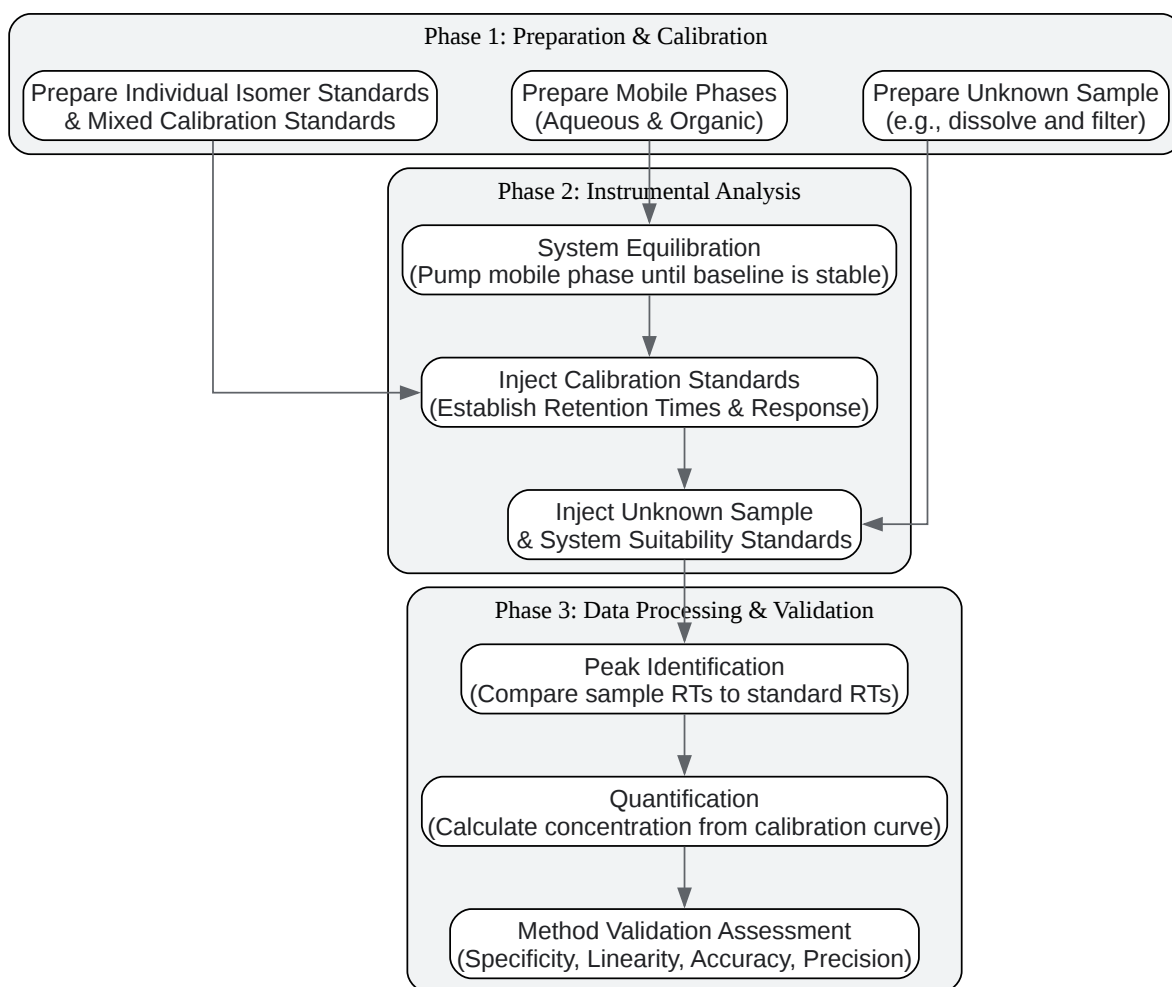 Phase 1: Preparation & Calibration
Prepare Individual Isomer Standards
& Mixed Calibration Standards
Prepare Mobile Phases
(Aqueous & Organic)
Prepare Unknown Sample
(e.g., dissolve and filter)
Phase 2: Instrumental Analysis
System Equilibration
(Pump mobile phase until baseline is stable)
Inject Calibration Standards
(Establish Retention Times & Response)
Inject Unknown Sample
& System Suitability Standards
Phase 3: Data Processing & Validation
Peak Identification
(Compare sample RTs to standard RTs)
Quantification
(Calculate concentration from calibration curve)
Method Validation Assessment
(Specificity, Linearity, Accuracy, Precision)